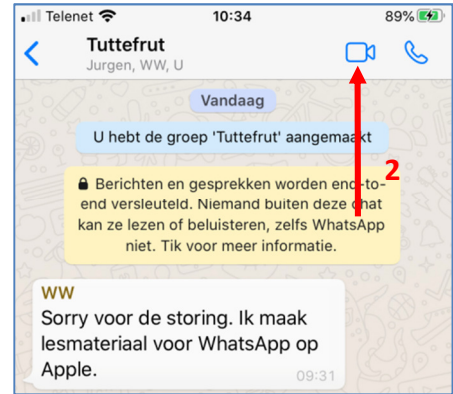 Telenet 10:34 89%
Tuttefrut
Jurgen, WW, U
Vandaag
U hebt de groep 'Tuttefrut' aangemaakt
2
Berichten en gesprekken worden end-to-
end versleuteld. Niemand buiten deze chat
kan ze lezen of beluisteren, zelfs WhatsApp
niet. Tik voor meer informatie.
WW
Sorry voor de storing. Ik maak
lesmateriaal voor WhatsApp op
Apple.
09:31